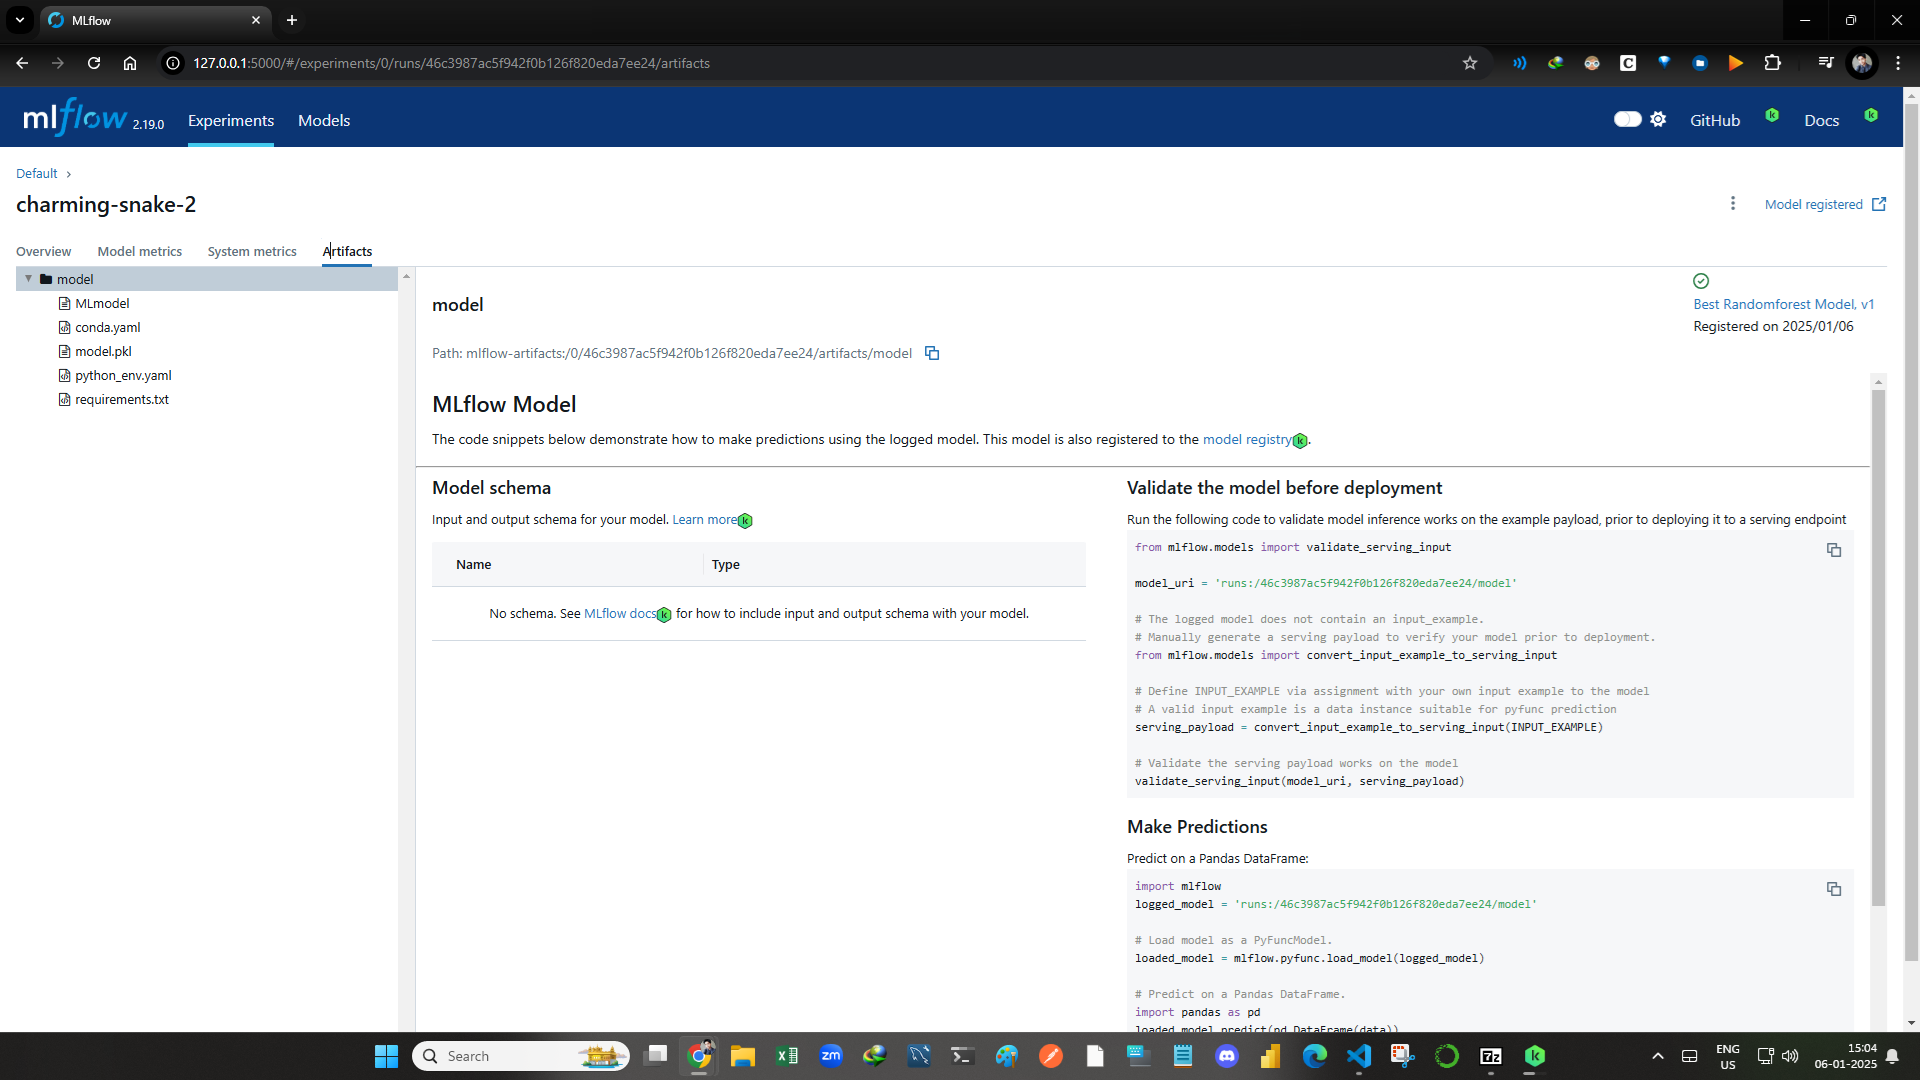 MLflow
127.0.0.1:5000/#/experiments/0/runs/46c3987ac5f942f0b126f820eda7ee24/artifacts
mlflow 2.19.0 Experiments Models GitHub Docs
Default
charming-snake-2
Model registered
Overview Model metrics System metrics Artifacts
model
MLmodel
conda.yaml
model.pkl
python_env.yaml
requirements.txt
model
Best Randomforest Model, v1
Registered on 2025/01/06
Path: mlflow-artifacts:/0/46c3987ac5f942f0b126f820eda7ee24/artifacts/model
MLflow Model
The code snippets below demonstrate how to make predictions using the logged model. This model is also registered to the model registry.
Model schema
Input and output schema for your model. Learn more
Name Type
No schema. See MLflow docs for how to include input and output schema with your model.
Validate the model before deployment
Run the following code to validate model inference works on the example payload, prior to deploying it to a serving endpoint
from mlflow.models import validate_serving_input
model_uri = 'runs:/46c3987ac5f942f0b126f820eda7ee24/model'
# The logged model does not contain an input_example.
# Manually generate a serving payload to verify your model prior to deployment.
from mlflow.models import convert_input_example_to_serving_input
# Define INPUT_EXAMPLE via assignment with your own input example to the model
# A valid input example is a data instance suitable for pyfunc prediction
serving_payload = convert_input_example_to_serving_input(INPUT_EXAMPLE)
# Validate the serving payload works on the model
validate_serving_input(model_uri, serving_payload)
Make Predictions
Predict on a Pandas DataFrame:
import mlflow
logged_model = 'runs:/46c3987ac5f942f0b126f820eda7ee24/model'
# Load model as a PyFuncModel.
loaded_model = mlflow.pyfunc.load_model(logged_model)
# Predict on a Pandas DataFrame.
import pandas as pd
loaded_model.predict(pd.DataFrame(data))
Search
zm
7z
ENG
US
15:04
06-01-2025